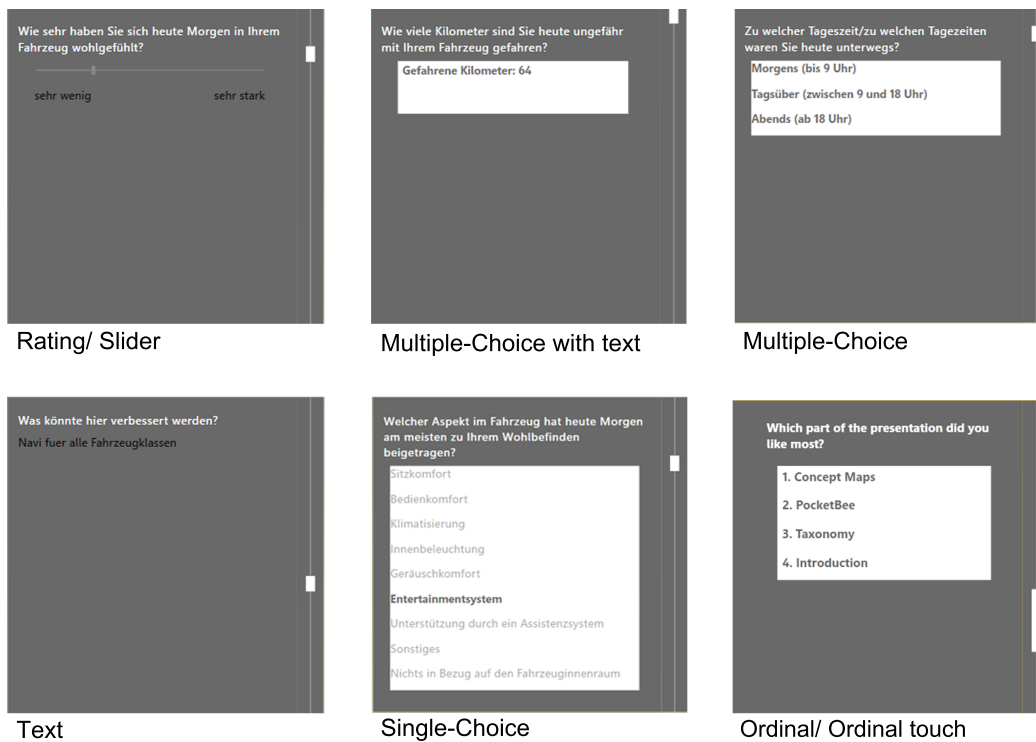 Wie sehr haben Sie sich heute Morgen in Ihrem
Fahrzeug wohlgefühlt?
sehr wenig
sehr stark
Rating/ Slider
Wie viele Kilometer sind Sie heute ungefähr
mit Ihrem Fahrzeug gefahren?
Gefahrene Kilometer: 64
Multiple-Choice with text
Zu welcher Tageszeit/zu welchen Tagezeiten
waren Sie heute unterwegs?
Morgens (bis 9 Uhr)
Tagsüber (zwischen 9 und 18 Uhr)
Abends (ab 18 Uhr)
Multiple-Choice
Was könnte hier verbessert werden?
Navi fuer alle Fahrzeugklassen
Text
Welcher Aspekt im Fahrzeug hat heute Morgen
am meisten zu Ihrem Wohlbefinden
beigetragen?
Sitzkomfort
Bedienkomfort
Klimatisierung
Innenbeleuchtung
Geräuschkomfort
Entertainmentsystem
Unterstützung durch ein Assistenzsystem
Sonstiges
Nichts in Bezug auf den Fahrzeuginnenraum
Single-Choice
Which part of the presentation did you
like most?
1. Concept Maps
2. PocketBee
3. Taxonomy
4. Introduction
Ordinal/ Ordinal touch